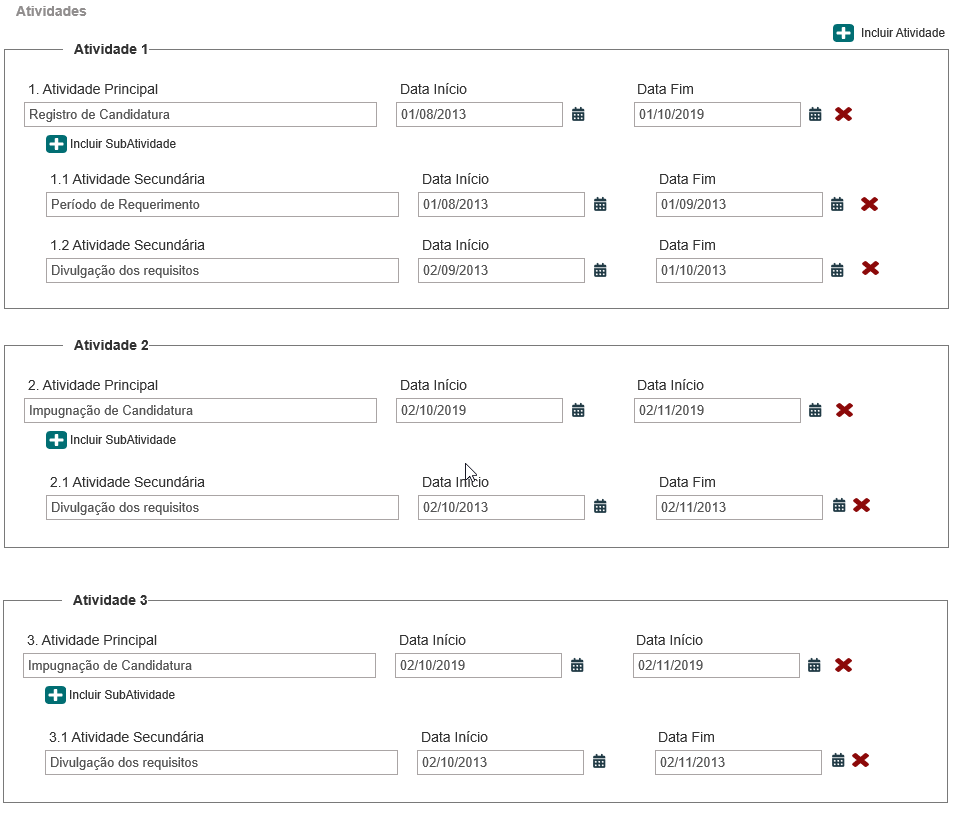 Atividades
Incluir Atividade
Atividade 1
1. Atividade Principal Data Início Data Fim
Registro de Candidatura 01/08/2013 01/10/2019
Incluir SubAtividade
1.1 Atividade Secundária Data Início Data Fim
Período de Requerimento 01/08/2013 01/09/2013
1.2 Atividade Secundária Data Início Data Fim
Divulgação dos requisitos 02/09/2013 01/10/2013
Atividade 2
2. Atividade Principal Data Início Data Início
Impugnação de Candidatura 02/10/2019 02/11/2019
Incluir SubAtividade
2.1 Atividade Secundária Data Início Data Fim
Divulgação dos requisitos 02/10/2013 02/11/2013
Atividade 3
3. Atividade Principal Data Início Data Início
Impugnação de Candidatura 02/10/2019 02/11/2019
Incluir SubAtividade
3.1 Atividade Secundária Data Início Data Fim
Divulgação dos requisitos 02/10/2013 02/11/2013